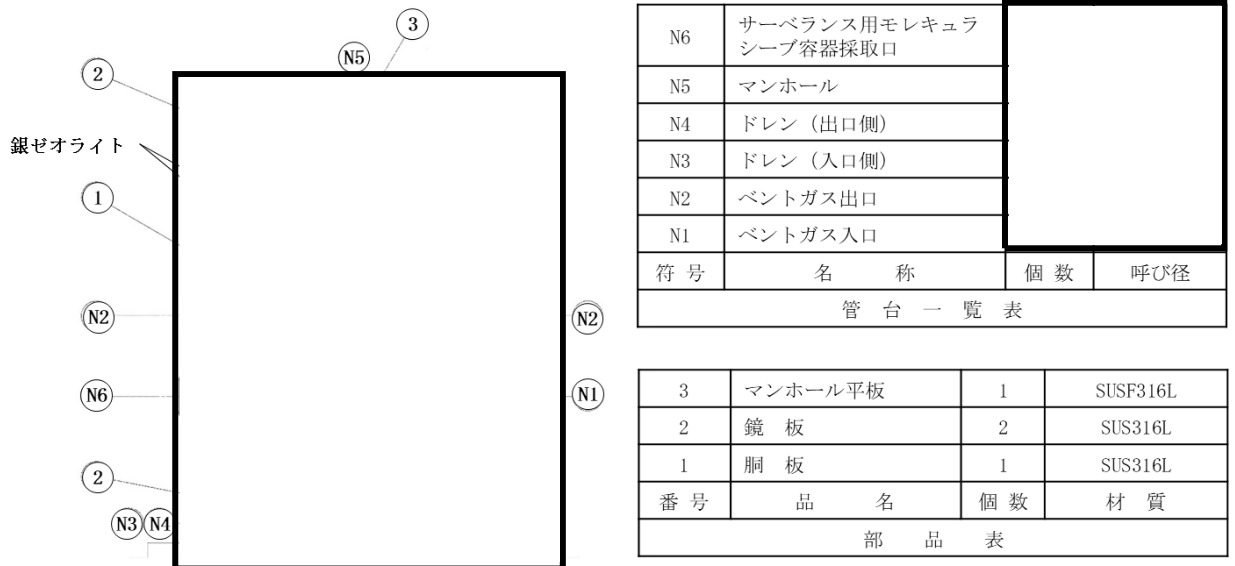 3
N5
2
銀ゼオライト
1
N2
N2
N6
N1
2
N3 N4
N6 サーベランス用モレキュラ
シーブ容器採取口
N5 マンホール
N4 ドレン（出口側）
N3 ドレン（入口側）
N2 ベントガス出口
N1 ベントガス入口
符号 名称 個数 呼び径
管台一覧表
3 マンホール平板 1 SUSF316L
2 鏡板 2 SUS316L
1 胴板 1 SUS316L
番号 品名 個数 材質
部品表